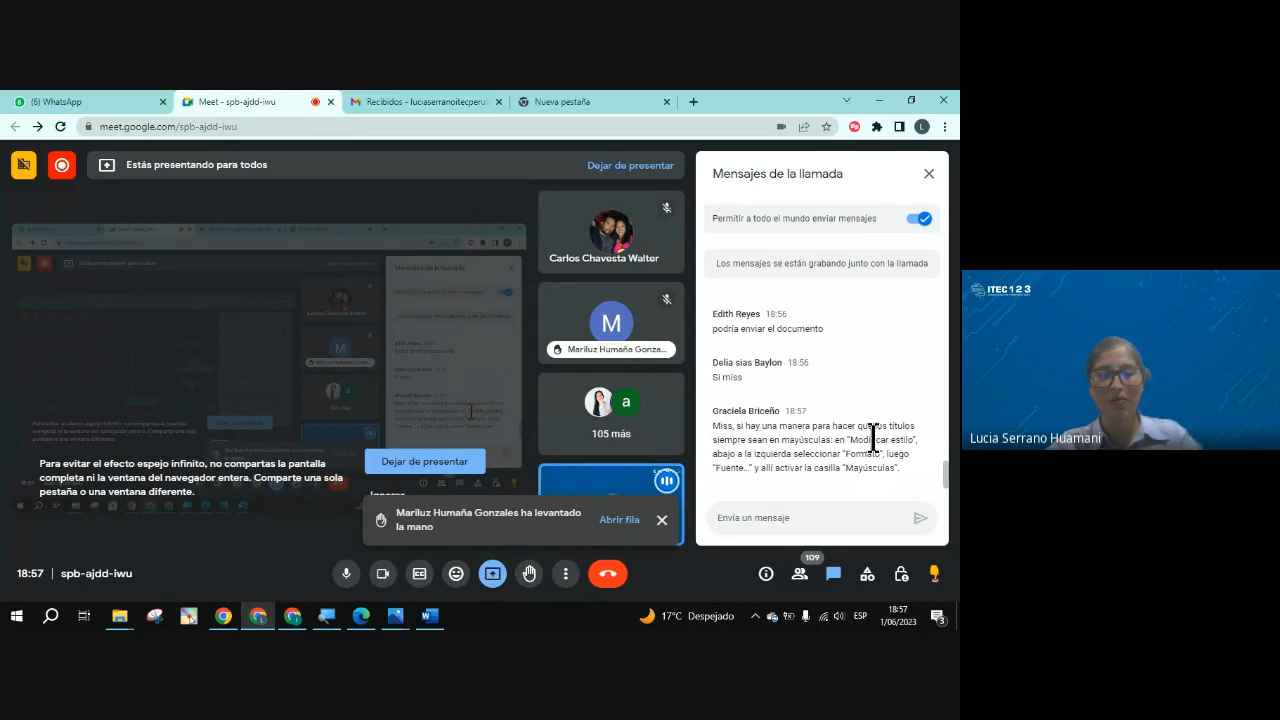 (6) WhatsApp
Meet - spb-ajdd-iwu
Recibidos - luciaserranoitecperu
Nueva pestaña
meet.google.com/spb-ajdd-iwu
L
Estás presentando para todos
Dejar de presentar
Mensajes de la llamada
Permitir a todo el mundo enviar mensajes
Los mensajes se están grabando junto con la llamada
Edith Reyes 18:56
podría enviar el documento
Delia sias Baylon 18:56
Si miss
Graciela Briceño 18:57
Miss, si hay una manera para hacer que los títulos
siempre sean en mayúsculas: en "Modificar estilo",
abajo a la izquierda seleccionar "Formato", luego
"Fuente..." y allí activar la casilla "Mayúsculas".
Envía un mensaje
Carlos Chavesta Walter
M
Mariluz Humaña Gonza...
a
105 más
Para evitar el efecto espejo infinito, no compartas la pantalla
completa ni la ventana del navegador entera. Comparte una sola
pestaña o una ventana diferente.
Dejar de presentar
Mariluz Humaña Gonzales ha levantado
la mano
Abrir fila
18:57 | spb-ajdd-iwu
109
17°C Despejado
ESP
18:57
1/06/2023
3
ITEC 1 2 3
Lucia Serrano Huamani